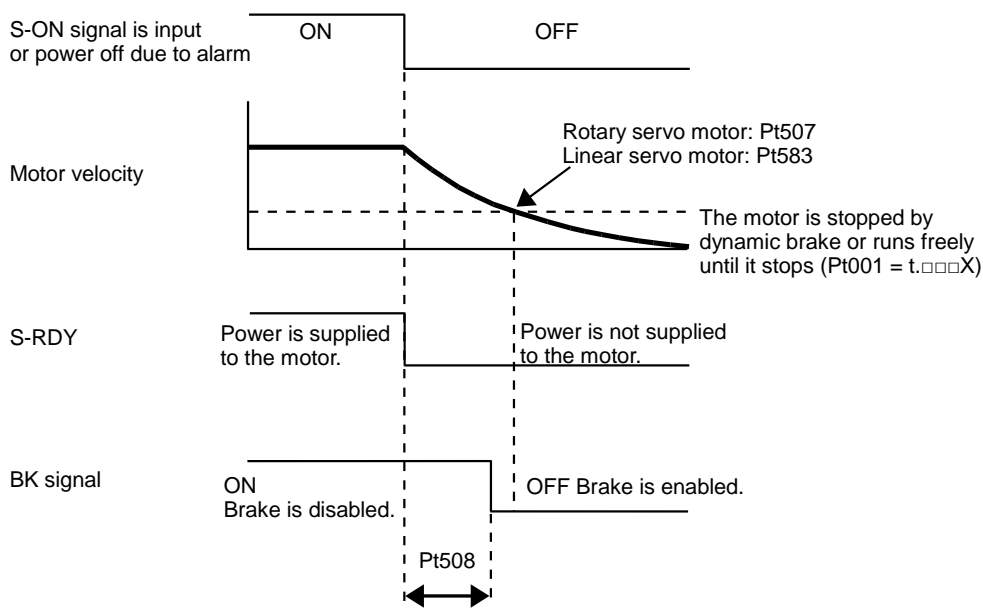 S-ON signal is input
or power off due to alarm
ON
OFF
Motor velocity
Rotary servo motor: Pt507
Linear servo motor: Pt583
The motor is stopped by
dynamic brake or runs freely
until it stops (Pt001 = t.□□□X)
S-RDY
Power is supplied
to the motor.
Power is not supplied
to the motor.
BK signal
ON
Brake is disabled.
OFF Brake is enabled.
Pt508